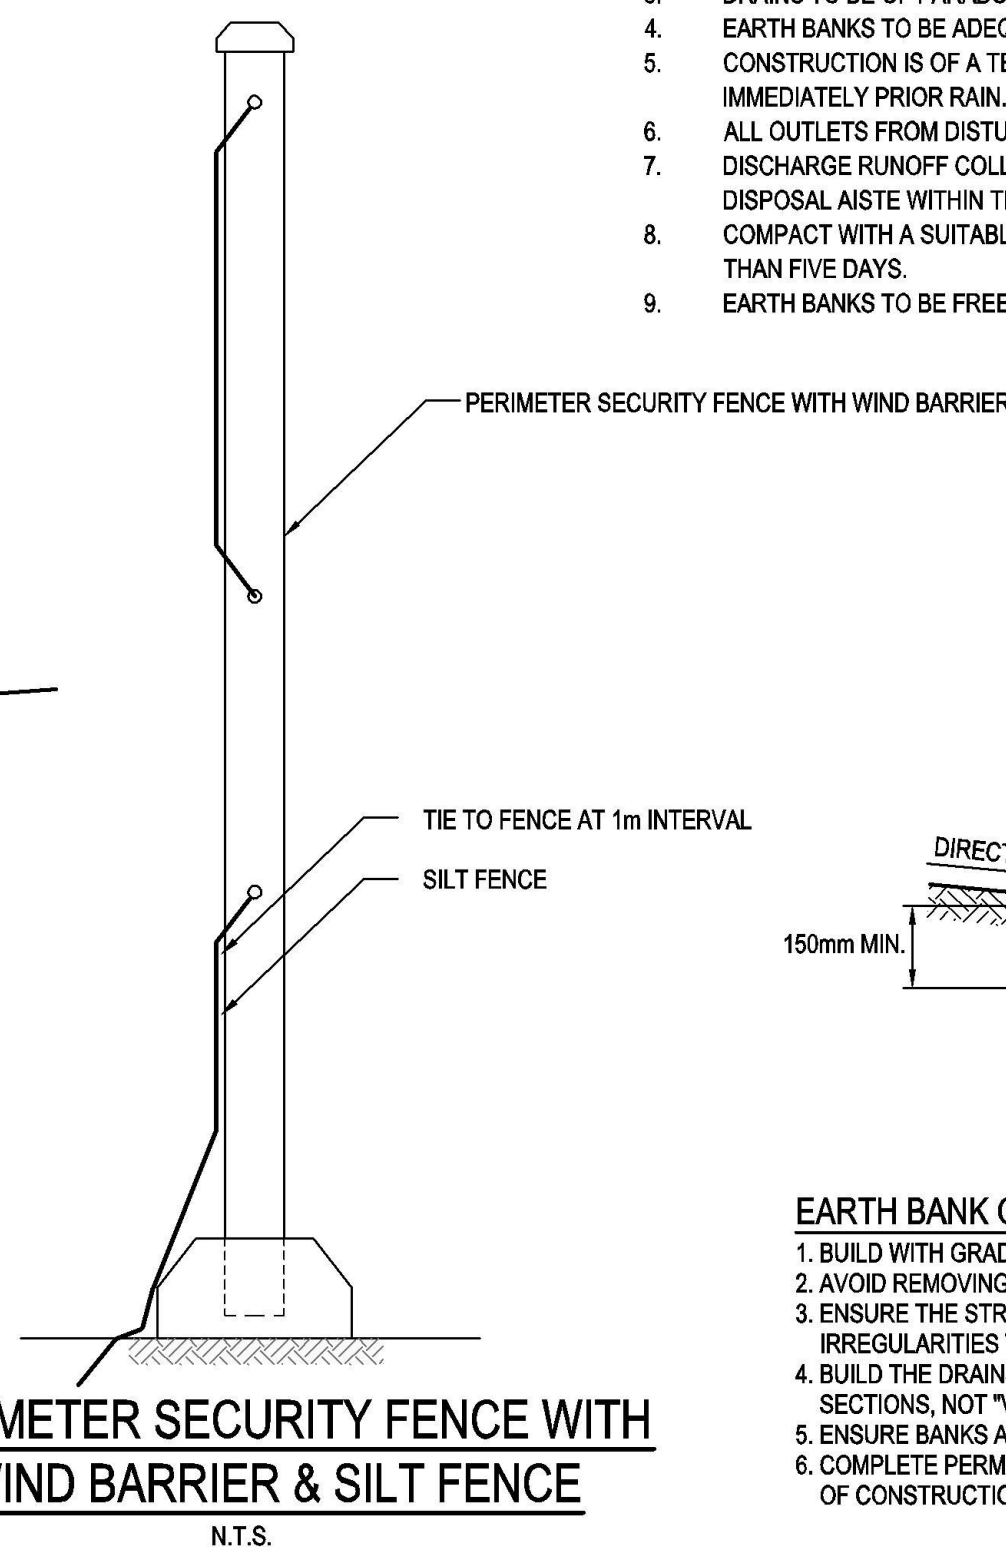 4. EARTH BANKS TO BE ADEQ
5. CONSTRUCTION IS OF A TE
IMMEDIATELY PRIOR RAIN.
6. ALL OUTLETS FROM DISTU
7. DISCHARGE RUNOFF COLL
DISPOSAL AISTE WITHIN T
8. COMPACT WITH A SUITABL
THAN FIVE DAYS.
9. EARTH BANKS TO BE FREE
PERIMETER SECURITY FENCE WITH WIND BARRIER
TIE TO FENCE AT 1m INTERVAL
SILT FENCE
DIRECT
150mm MIN.
EARTH BANK
1. BUILD WITH GRAD
2. AVOID REMOVING
3. ENSURE THE STR
IRREGULARITIES
4. BUILD THE DRAIN
SECTIONS, NOT "V
5. ENSURE BANKS A
6. COMPLETE PERM
OF CONSTRUCTIO
METER SECURITY FENCE WITH
WIND BARRIER & SILT FENCE
N.T.S.